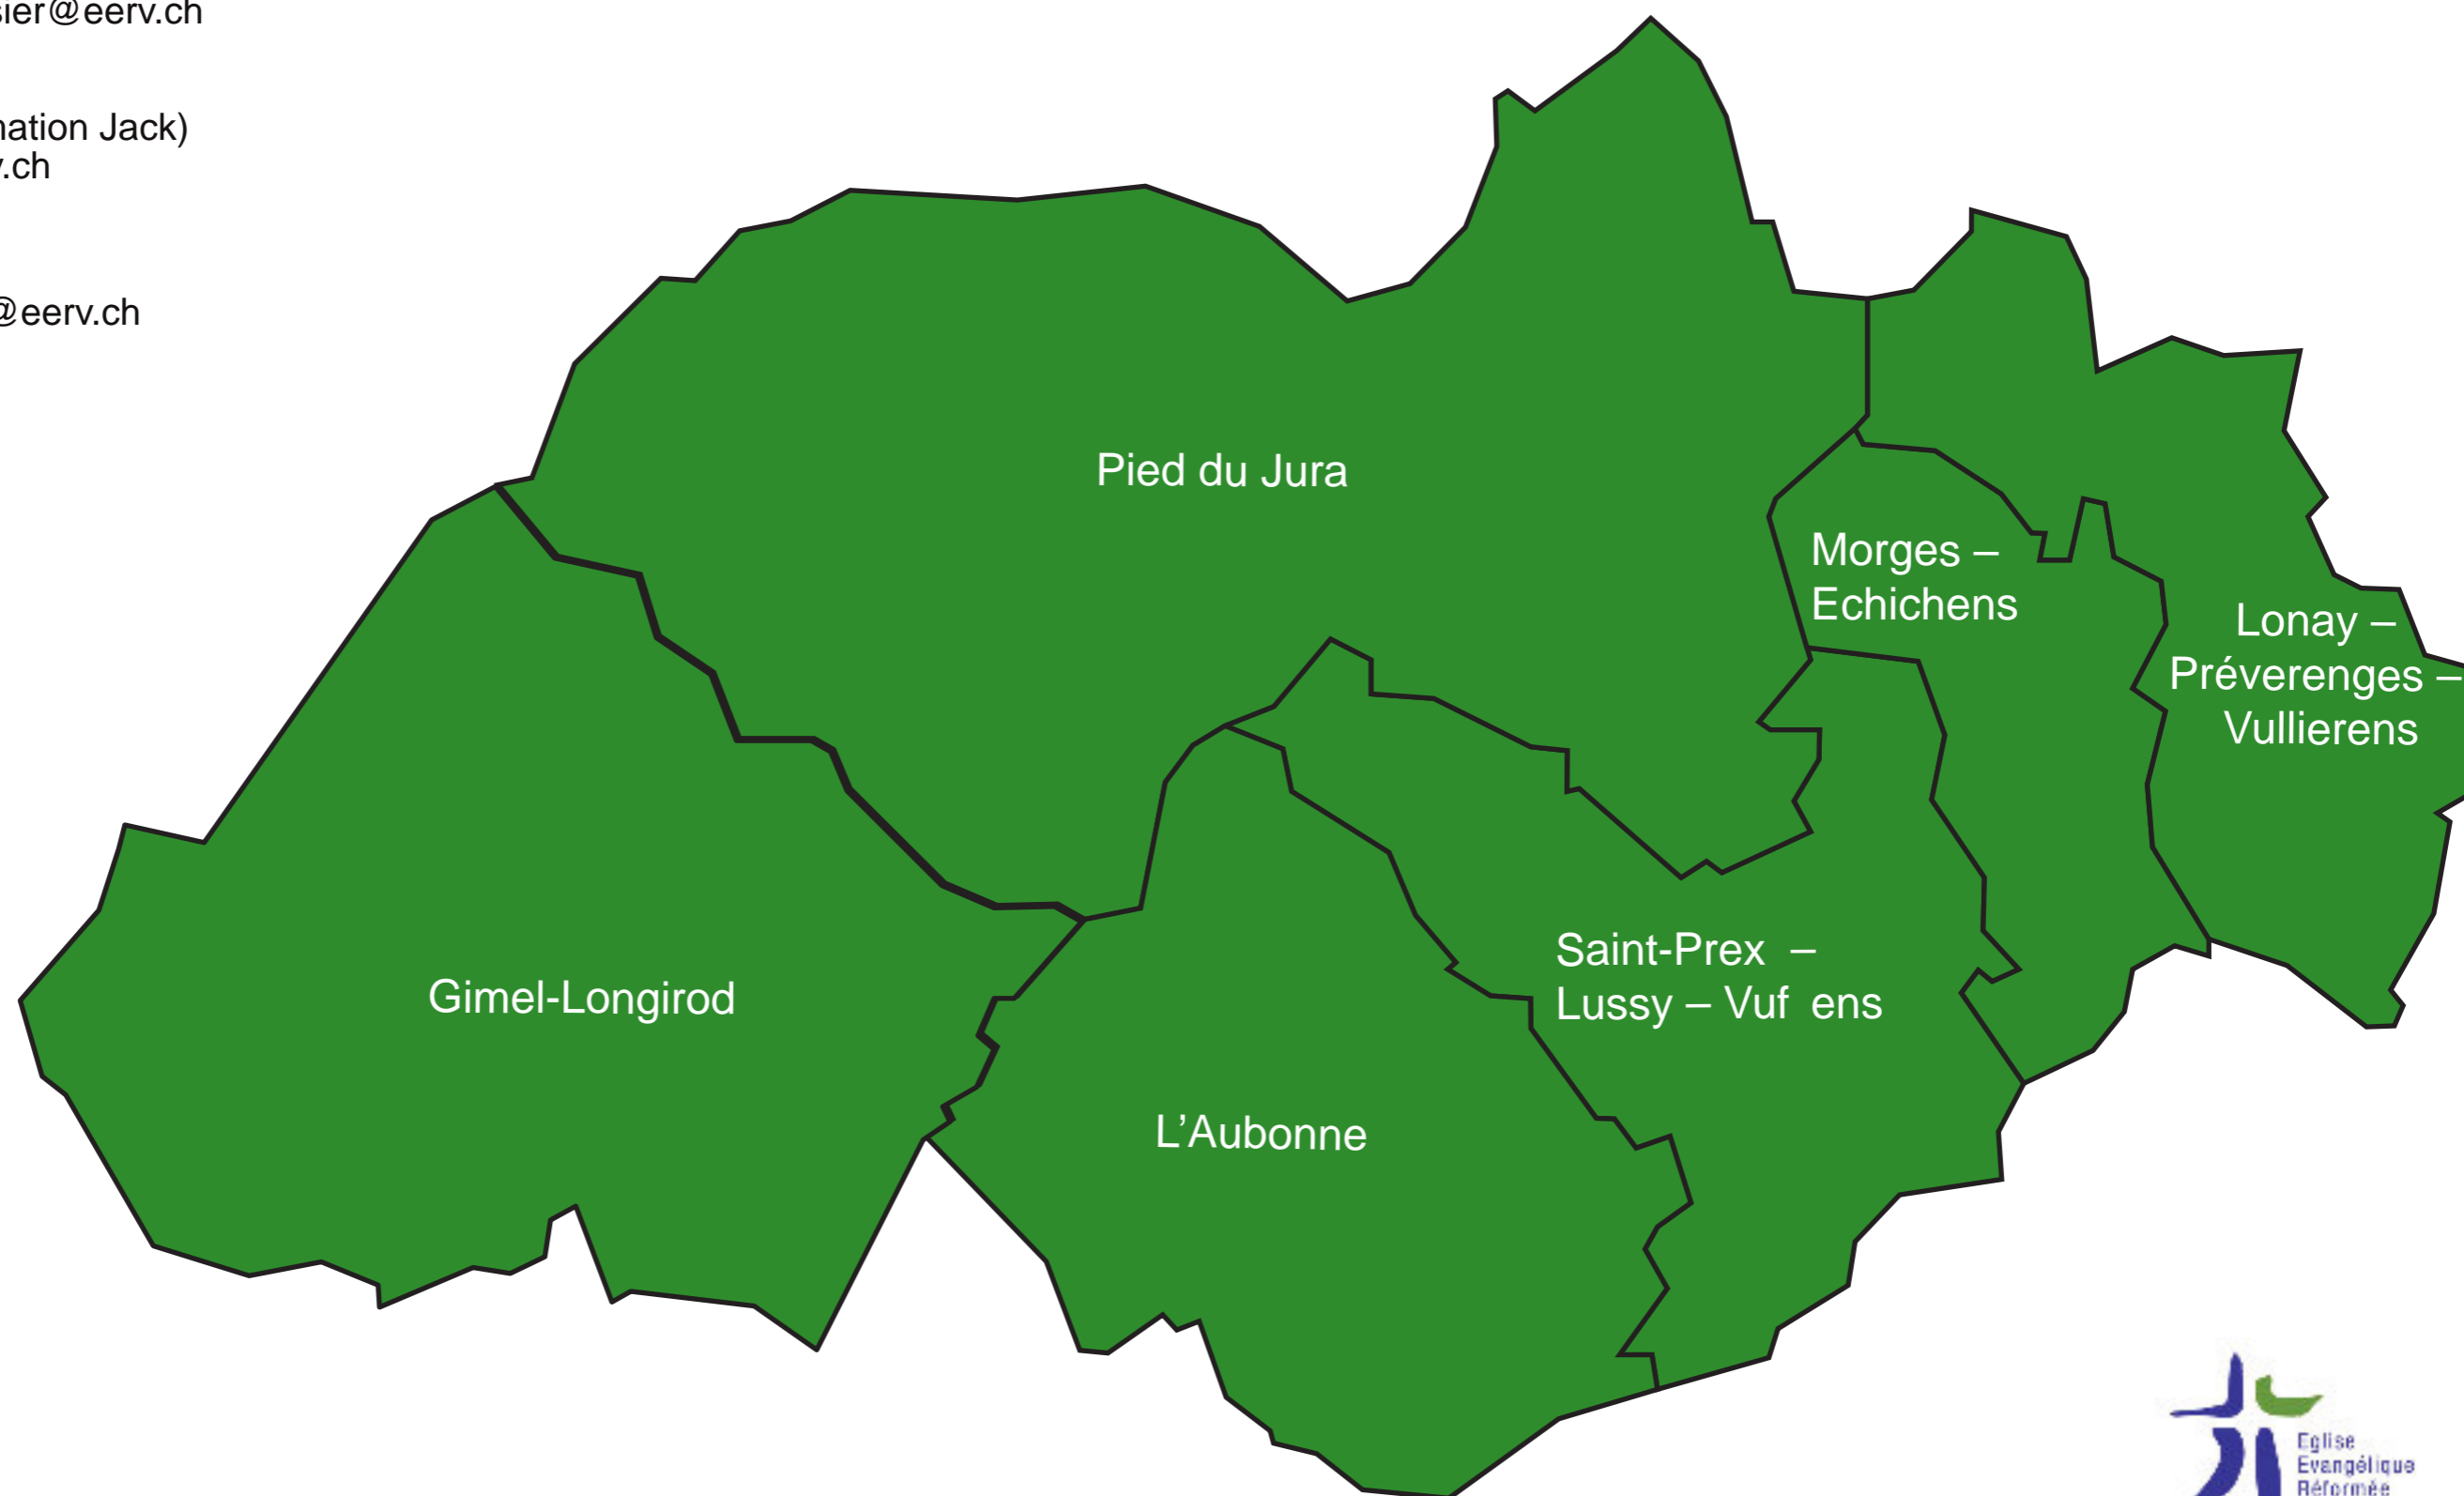 sier@eerv.ch
nation Jack)
v.ch
@eerv.ch
Pied du Jura
Morges –
Echichens
Lonay –
Préverenges –
Vullierens
Saint-Prex –
Lussy – Vuf ens
Gimel-Longirod
L’Aubonne
Eglise
Evangélique
Réformée